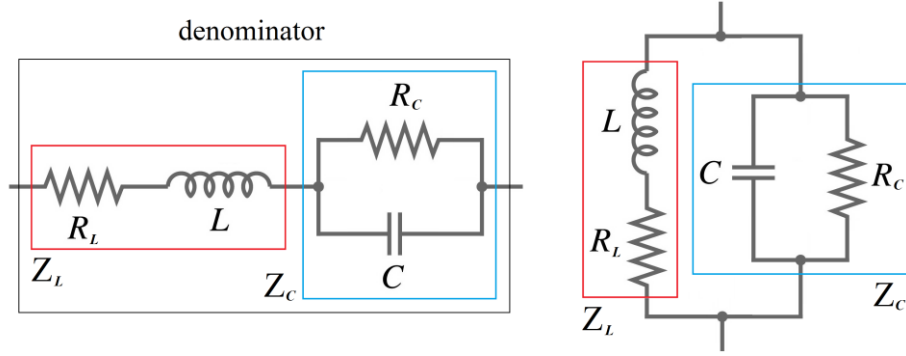 denominator
R_C
R_L
L
C
Z_L
Z_C
L
R_L
C
R_C
Z_L
Z_C